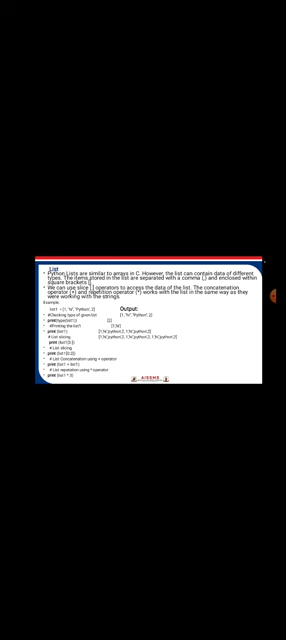 List
• Python Lists are similar to arrays in C. However, the list can contain data of different
types. The items stored in the list are separated with a comma (,) and enclosed within
square brackets [].
• We can use slice [:] operators to access the data of the list. The concatenation
operator (+) and repetition operator (*) works with the list in the same way as they
were working with the strings.
Example,
list1 = [1, "hi", "Python", 2] Output:
#Checking type of given list [1, "hi", "Python", 2]
• print(type(list1)) [2]
• #Printing the list1 [1,'hi']
• print (list1)
• # List slicing
print (list1[3:])
• # List slicing
• print (list1[0:2])
• # List Concatenation using + operator
• print (list1 + list1)
• # List repetation using * operator
• print (list1 * 3)
AISSMS